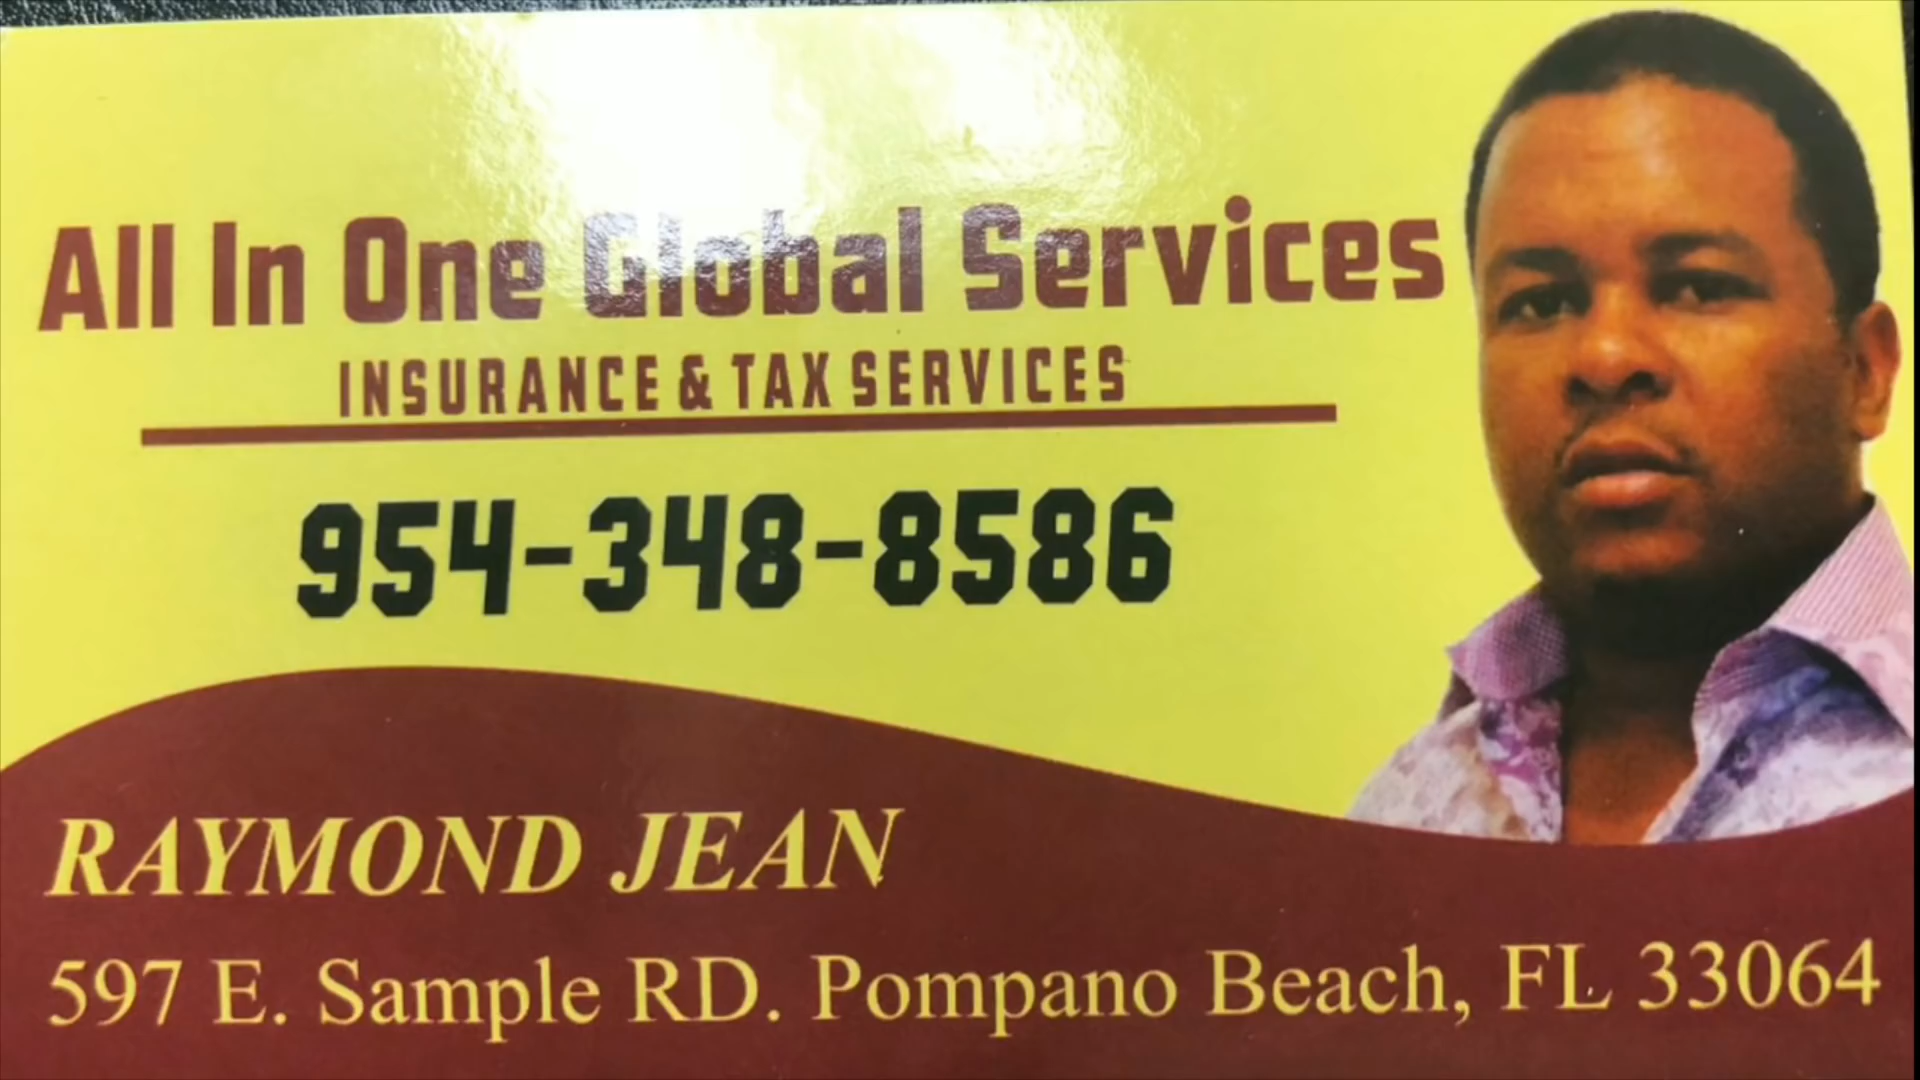 All In One Global Services
INSURANCE & TAX SERVICES
954-348-8586
RAYMOND JEAN
597 E. Sample RD. Pompano Beach, FL 33064